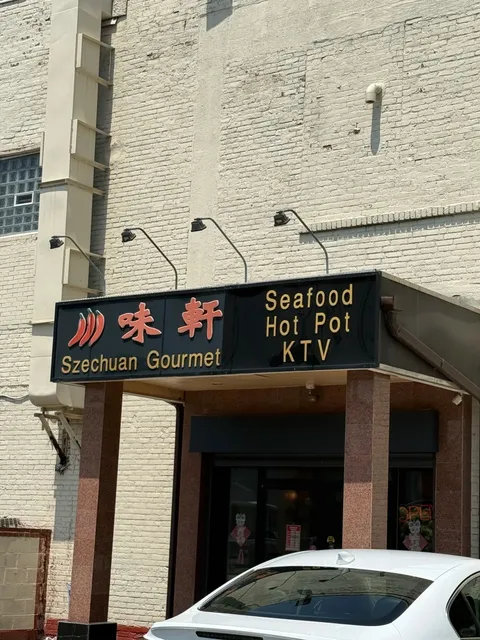 川味軒
Szechuan Gourmet
Seafood
Hot Pot
KTV